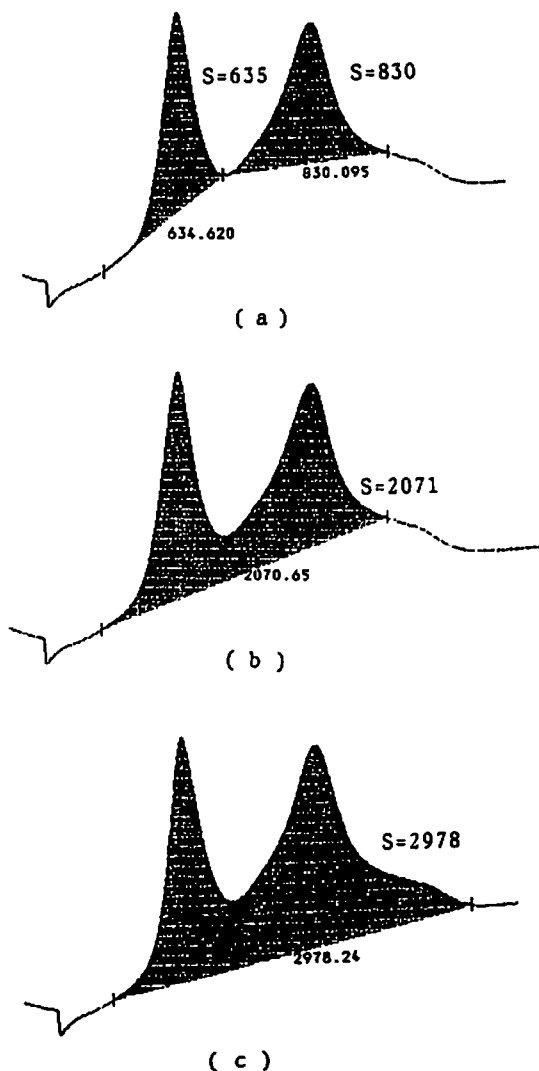 S=635 S=830
830.095
634.620
( a )
S=2071
2070.65
( b )
S=2978
2978.24
( c )